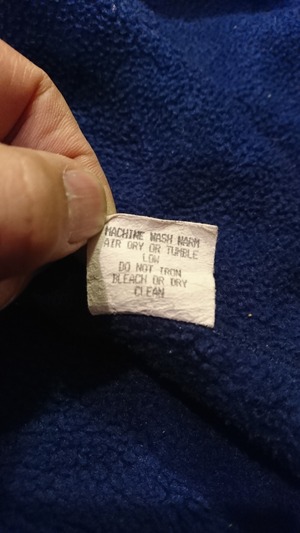 MACHINE WASH WARM
AIR DRY OR TUMBLE
LOW
DO NOT IRON
BLEACH OR DRY
CLEAN